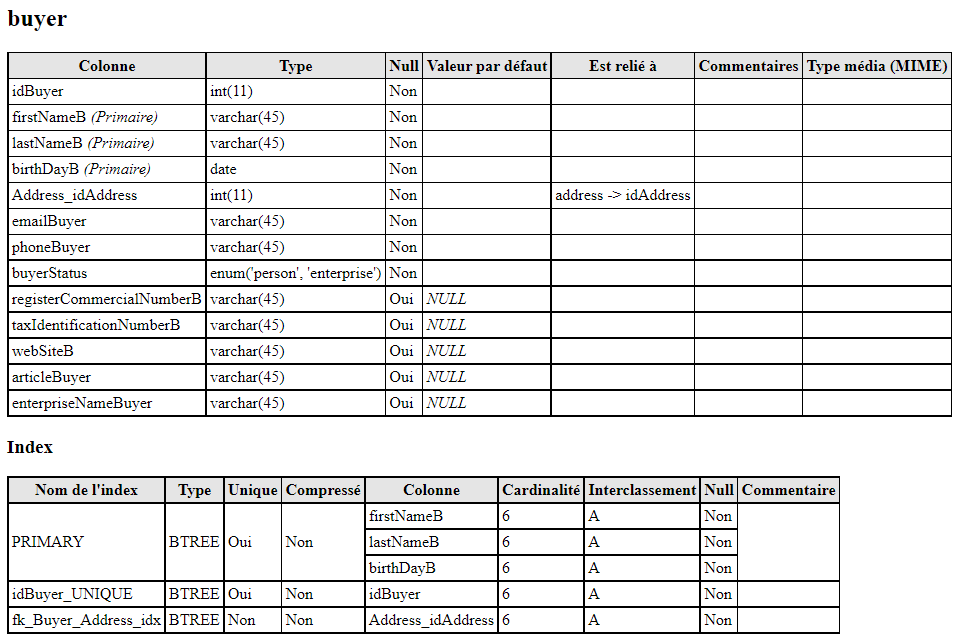 buyer
Colonne Type Null Valeur par défaut Est relié à Commentaires Type média (MIME)
idBuyer int(11) Non
firstNameB (Primaire) varchar(45) Non
lastNameB (Primaire) varchar(45) Non
birthDayB (Primaire) date Non
Address_idAddress int(11) Non address -> idAddress
emailBuyer varchar(45) Non
phoneBuyer varchar(45) Non
buyerStatus enum('person', 'enterprise') Non
registerCommercialNumberB varchar(45) Oui NULL
taxIdentificationNumberB varchar(45) Oui NULL
webSiteB varchar(45) Oui NULL
articleBuyer varchar(45) Oui NULL
enterpriseNameBuyer varchar(45) Oui NULL
Index
Nom de l'index Type Unique Compressé Colonne Cardinalité Interclassement Null Commentaire
firstNameB 6 A Non
PRIMARY BTREE Oui Non lastNameB 6 A Non
birthDayB 6 A Non
idBuyer_UNIQUE BTREE Oui Non idBuyer 6 A Non
fk_Buyer_Address_idx BTREE Non Non Address_idAddress 6 A Non